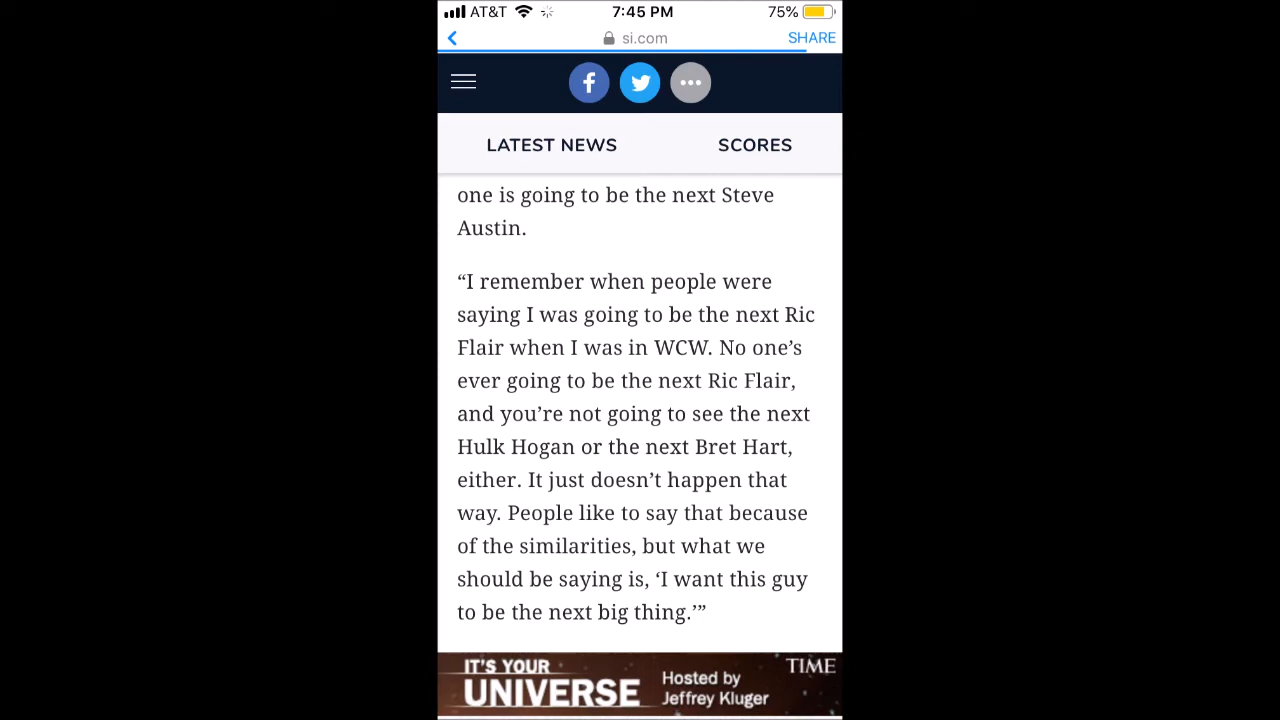 AT&T 7:45 PM 75%
si.com SHARE
LATEST NEWS SCORES
one is going to be the next Steve
Austin.
“I remember when people were
saying I was going to be the next Ric
Flair when I was in WCW. No one’s
ever going to be the next Ric Flair,
and you’re not going to see the next
Hulk Hogan or the next Bret Hart,
either. It just doesn’t happen that
way. People like to say that because
of the similarities, but what we
should be saying is, ‘I want this guy
to be the next big thing.’”
IT'S YOUR
UNIVERSE
Hosted by
Jeffrey Kluger
TIME